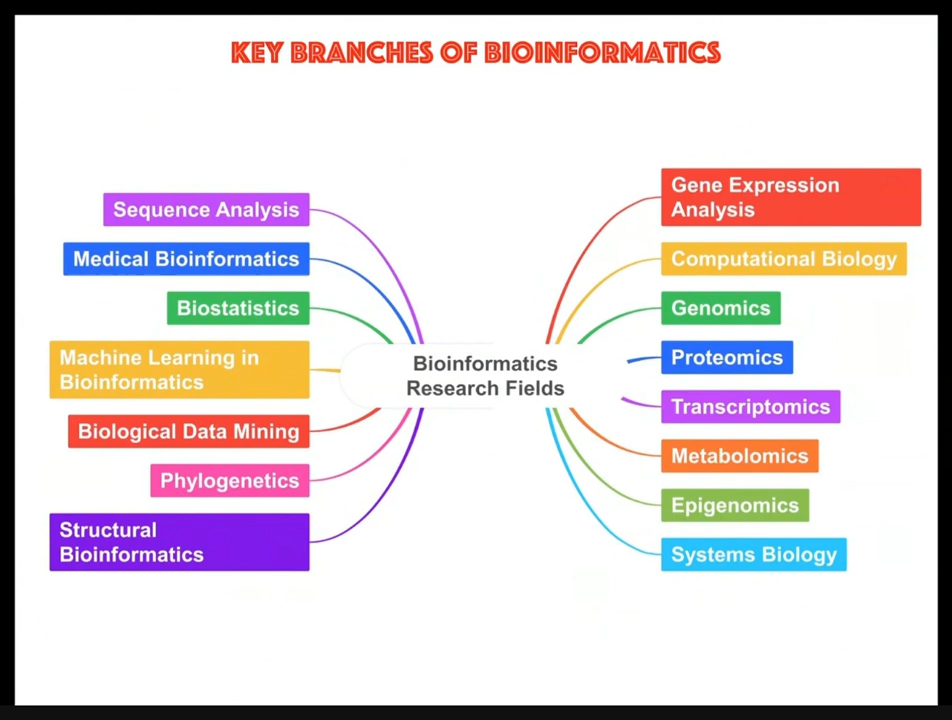 KEY BRANCHES OF BIOINFORMATICS
Sequence Analysis
Medical Bioinformatics
Biostatistics
Machine Learning in
Bioinformatics
Biological Data Mining
Phylogenetics
Structural
Bioinformatics
Bioinformatics
Research Fields
Gene Expression
Analysis
Computational Biology
Genomics
Proteomics
Transcriptomics
Metabolomics
Epigenomics
Systems Biology